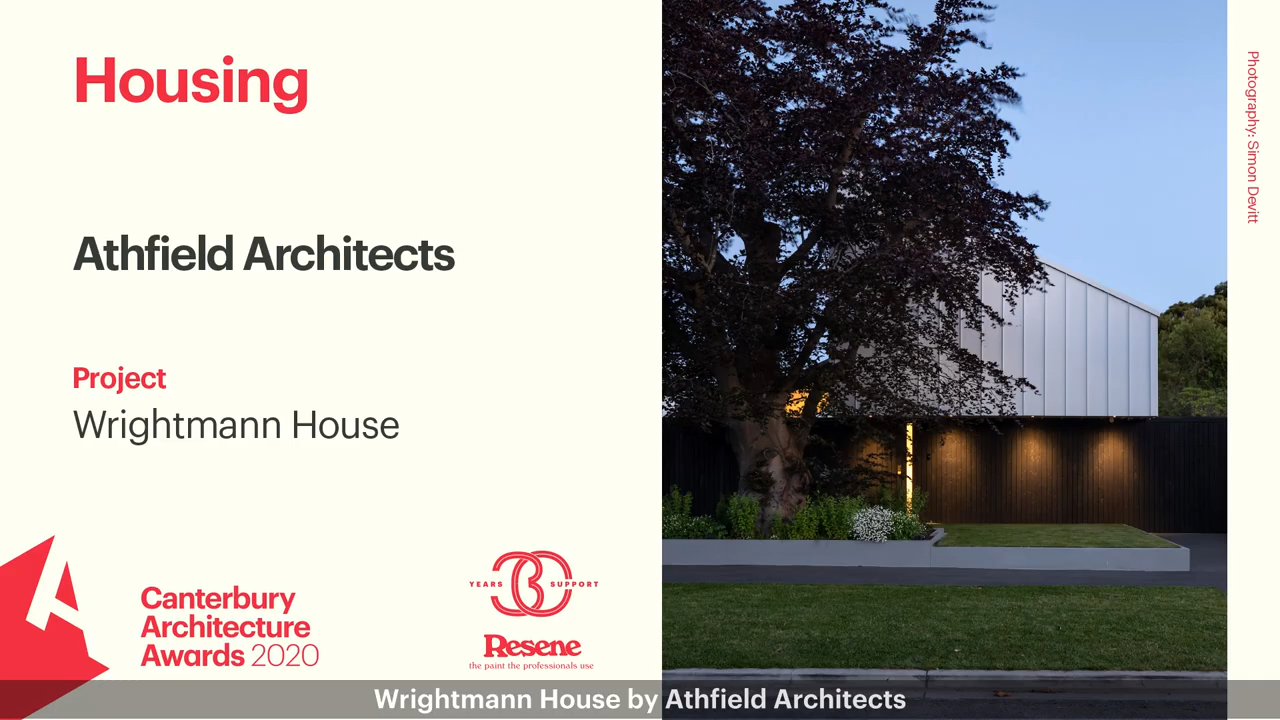 Housing
Athfield Architects
Project
Wrightmann House
Canterbury
Architecture
Awards 2020
YEARS 30 SUPPORT
Resene
the paint the professionals use
Photography: Simon Devitt
Wrightmann House by Athfield Architects